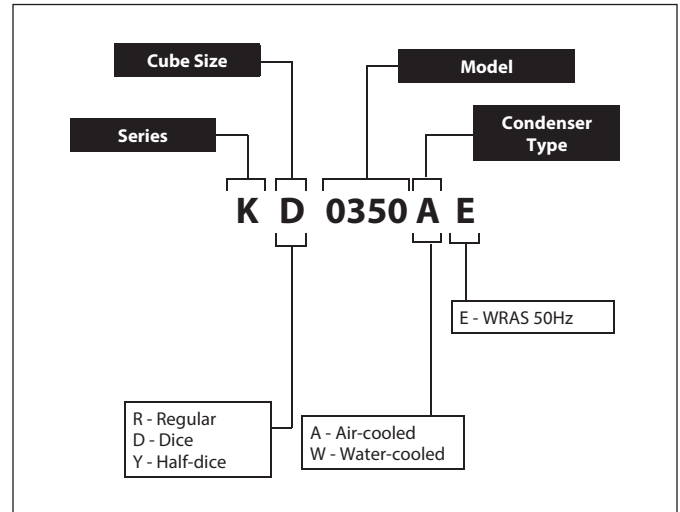 Cube Size
Model
Series
Condenser
Type
K D 0350 A E
E - WRAS 50Hz
R - Regular
D - Dice
Y - Half-dice
A - Air-cooled
W - Water-cooled